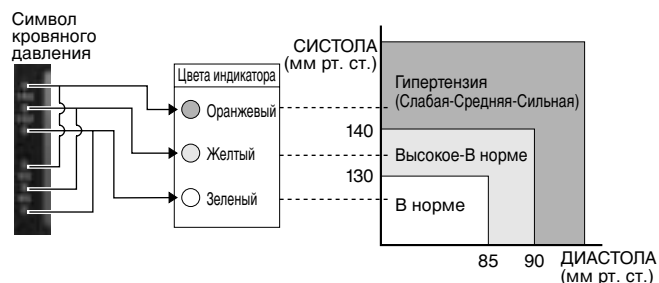 Символ
кровяного
давления
Цвета индикатора
Оранжевый
Желтый
Зеленый
СИСТОЛА
(мм рт. ст.)
Гипертензия
(Слабая-Средняя-Сильная)
140
Высокое-В норме
130
В норме
85
90
ДИАСТОЛА
(мм рт. ст.)